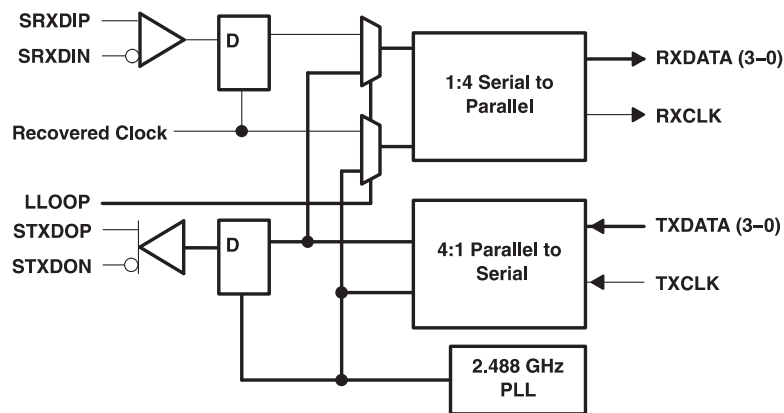 SRXDIP
SRXDIN
D
1:4 Serial to
Parallel
RXDATA (3–0)
RXCLK
Recovered Clock
LLOOP
STXDOP
STXDON
D
4:1 Parallel to
Serial
TXDATA (3–0)
TXCLK
2.488 GHz
PLL